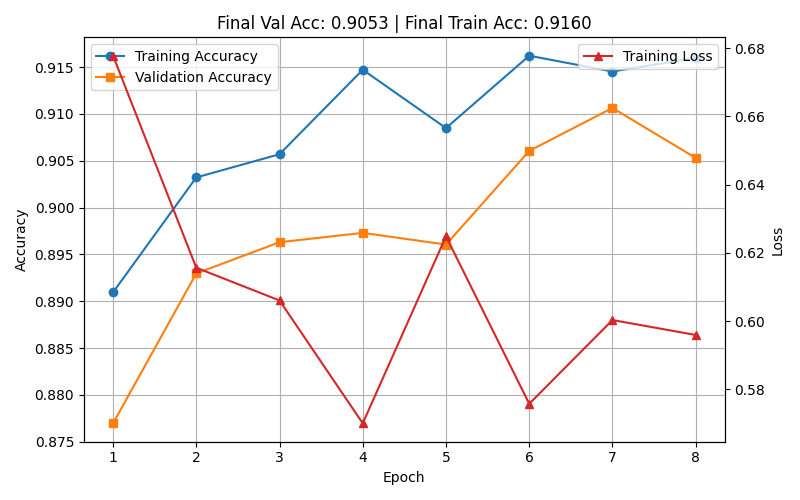 Final Val Acc: 0.9053 | Final Train Acc: 0.9160
Training Accuracy
Validation Accuracy
Training Loss
0.915
0.910
0.905
0.900
0.895
0.890
0.885
0.880
0.875
Accuracy
0.68
0.66
0.64
0.62
0.60
0.58
Loss
1 2 3 4 5 6 7 8
Epoch